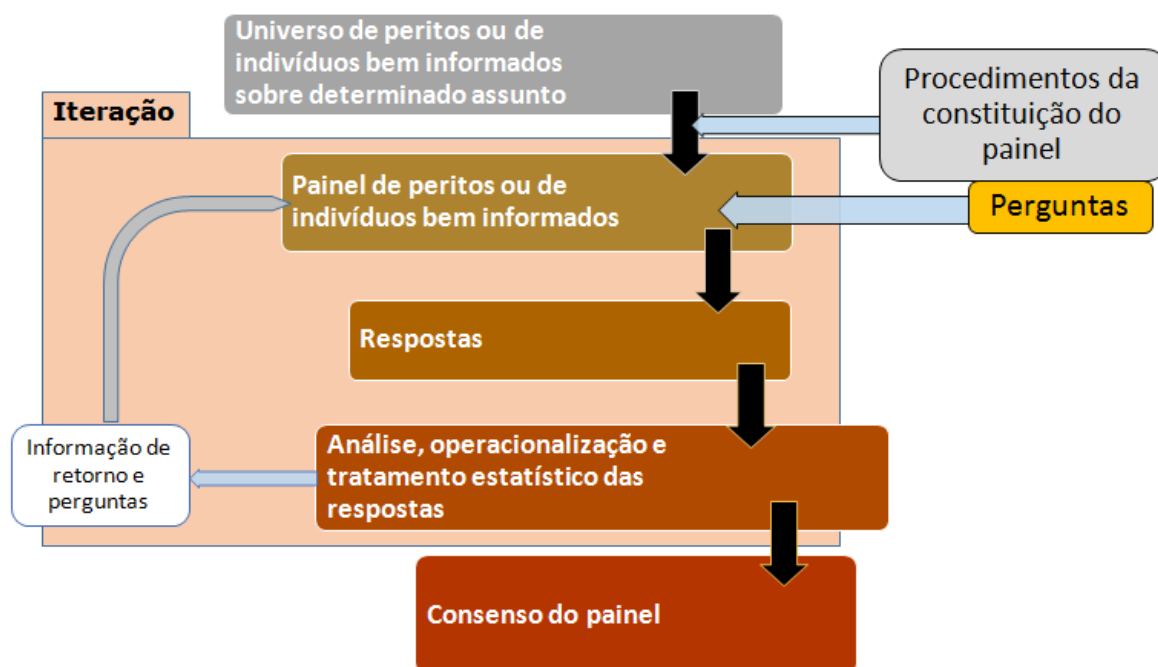 Universo de peritos ou de
indivíduos bem informados
sobre determinado assunto
Procedimentos da
constituição do
painel
Iteração
Painel de peritos ou de
indivíduos bem informados
Perguntas
Respostas
Análise, operacionalização e
tratamento estatístico das
respostas
Informação de
retorno e
perguntas
Consenso do painel